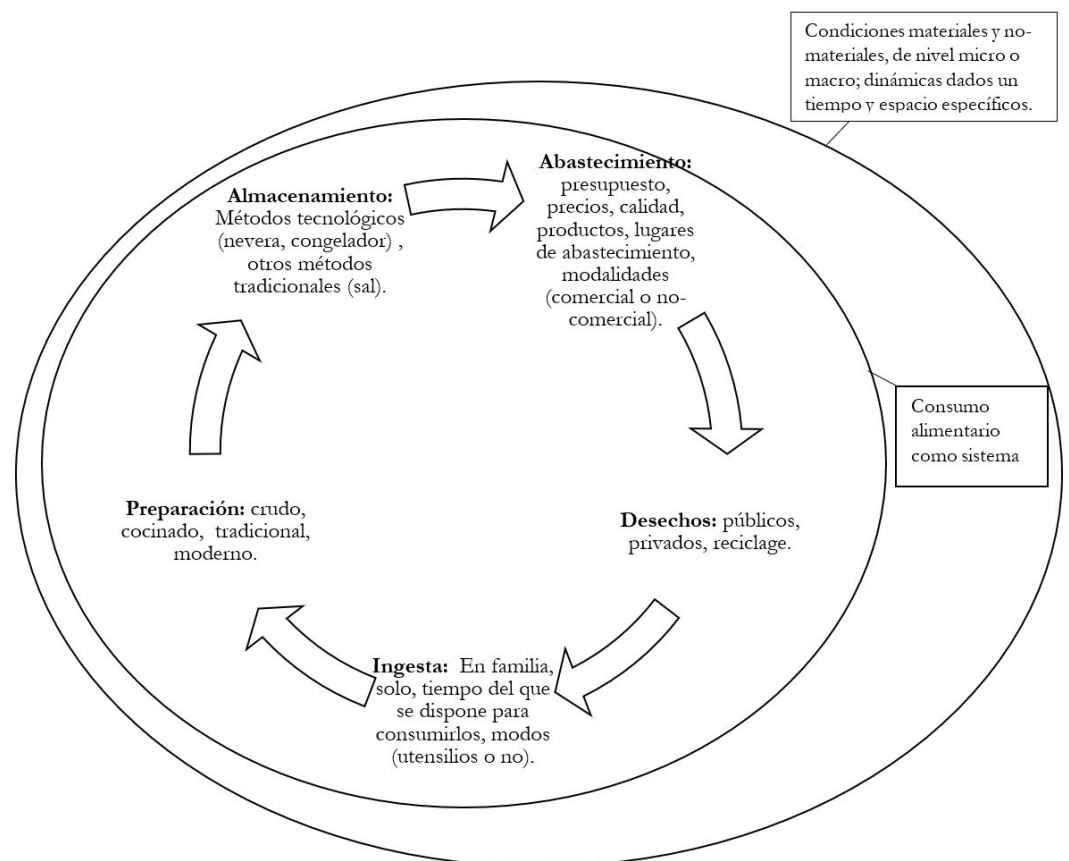 Condiciones materiales y no-
materiales, de nivel micro o
macro; dinámicas dados un
tiempo y espacio específicos.
Abastecimiento:
presupuesto,
precios, calidad,
productos, lugares
de abastecimiento,
modalidades
(comercial o no-
comercial).
Almacenamiento:
Métodos tecnológicos
(nevera, congelador) ,
otros métodos
tradicionales (sal).
Consumo
alimentario
como sistema
Preparación: crudo,
cocinado, tradicional,
moderno.
Desechos: públicos,
privados, reciclage.
Ingesta: En familia,
solo, tiempo del que
se dispone para
consumirlos, modos
(utensilios o no).